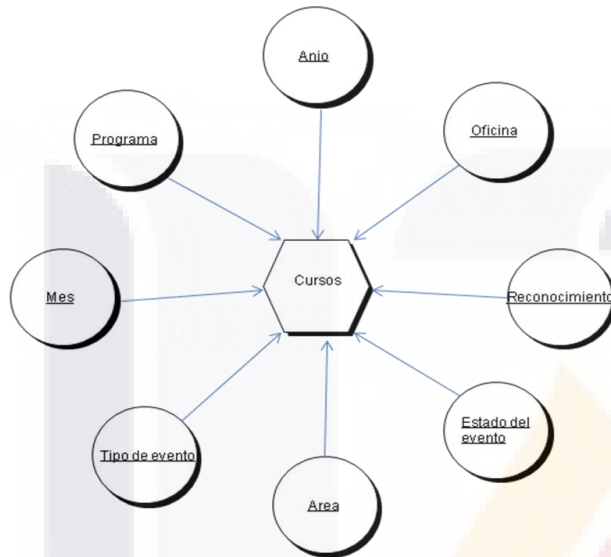 Anio
Programa
Oficina
Cursos
Mes
Reconocimiento
Tipo de evento
Estado del
evento
Area